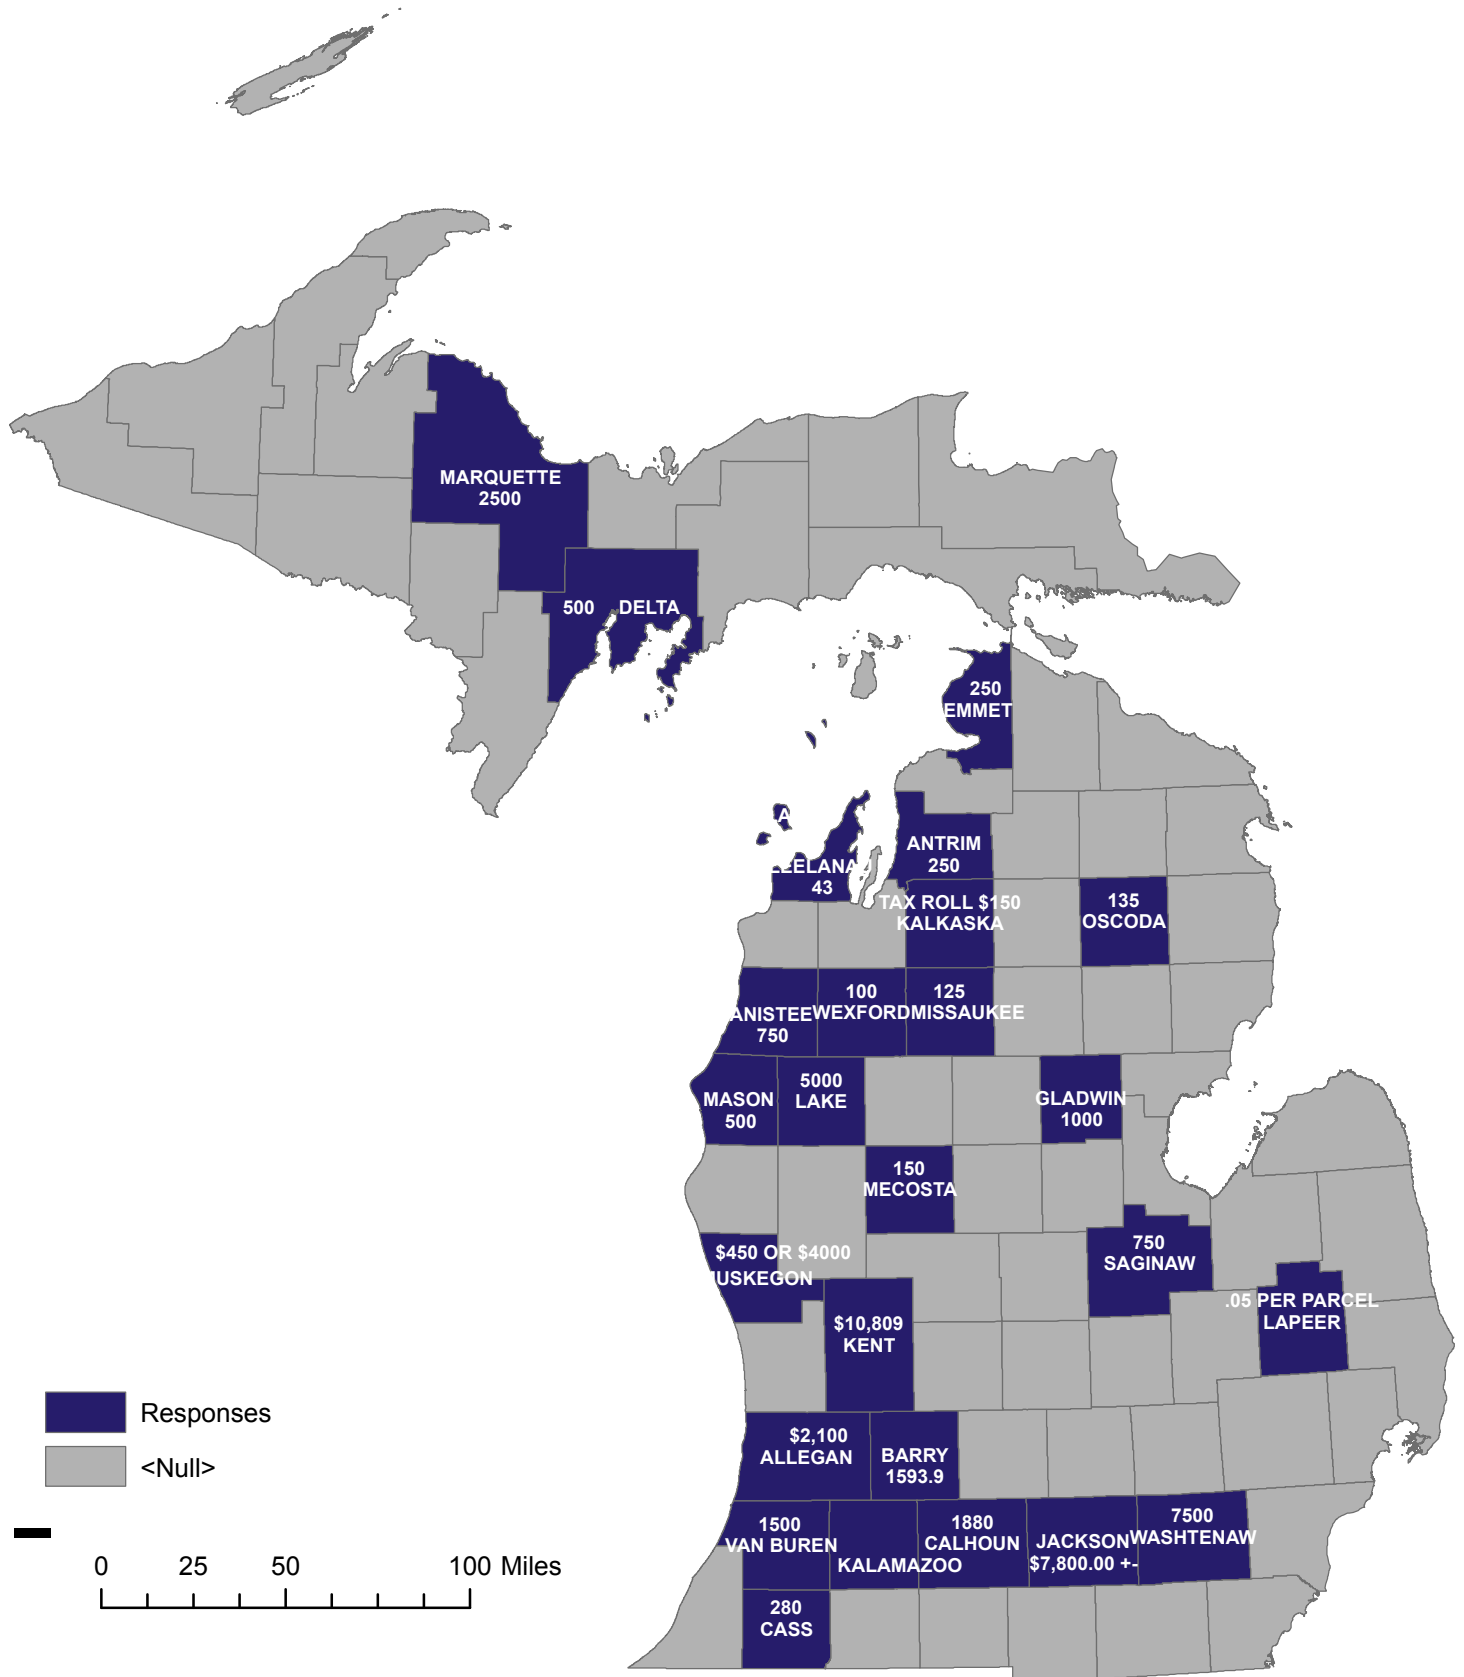 MARQUETTE
2500
500 DELTA
250
EMMET
A
LEELANAU
43
ANTRIM
250
TAX ROLL $150
KALKASKA
135
OSCODA
ANISTEE
750
100
WEXFORD
125
MISSAUKEE
MASON
500
5000
LAKE
GLADWIN
1000
150
MECOSTA
$450 OR $4000
USKEGON
750
SAGINAW
.05 PER PARCEL
LAPEER
$10,809
KENT
$2,100
ALLEGAN
BARRY
1593.9
1500
VAN BUREN
KALAMAZOO
1880
CALHOUN
JACKSON
$7,800.00 +-
7500
WASHTENAW
280
CASS
Responses
<Null>
0 25 50 100 Miles